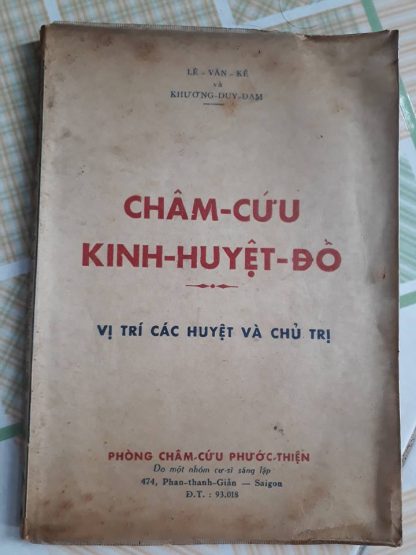 LÊ - VĂN - KẾ
và
KHƯƠNG-DUY-ĐẠM
CHÂM-CỨU
KINH-HUYỆT-ĐỒ
VỊ TRÍ CÁC HUYỆT VÀ CHỦ TRỊ
PHÒNG CHÂM-CỨU PHƯỚC-THIỆN
Do một nhóm cư-sĩ sáng lập
474, Phan-thanh-Giản — Saigon
Đ.T. : 93.018